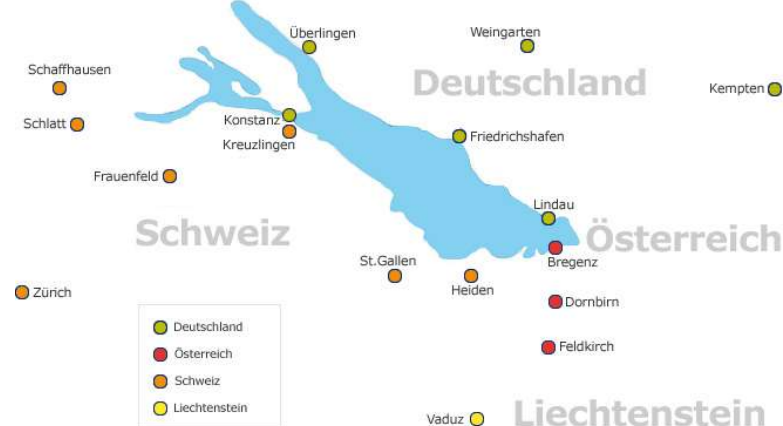 Überlingen
Weingarten
Schaffhausen
Deutschland
Kempten
Schlatt
Konstanz
Kreuzlingen
Friedrichshafen
Frauenfeld
Lindau
Schweiz
Österreich
St.Gallen
Bregenz
Zürich
Heiden
Dornbirn
Deutschland
Feldkirch
Österreich
Schweiz
Liechtenstein
Vaduz
Liechtenstein